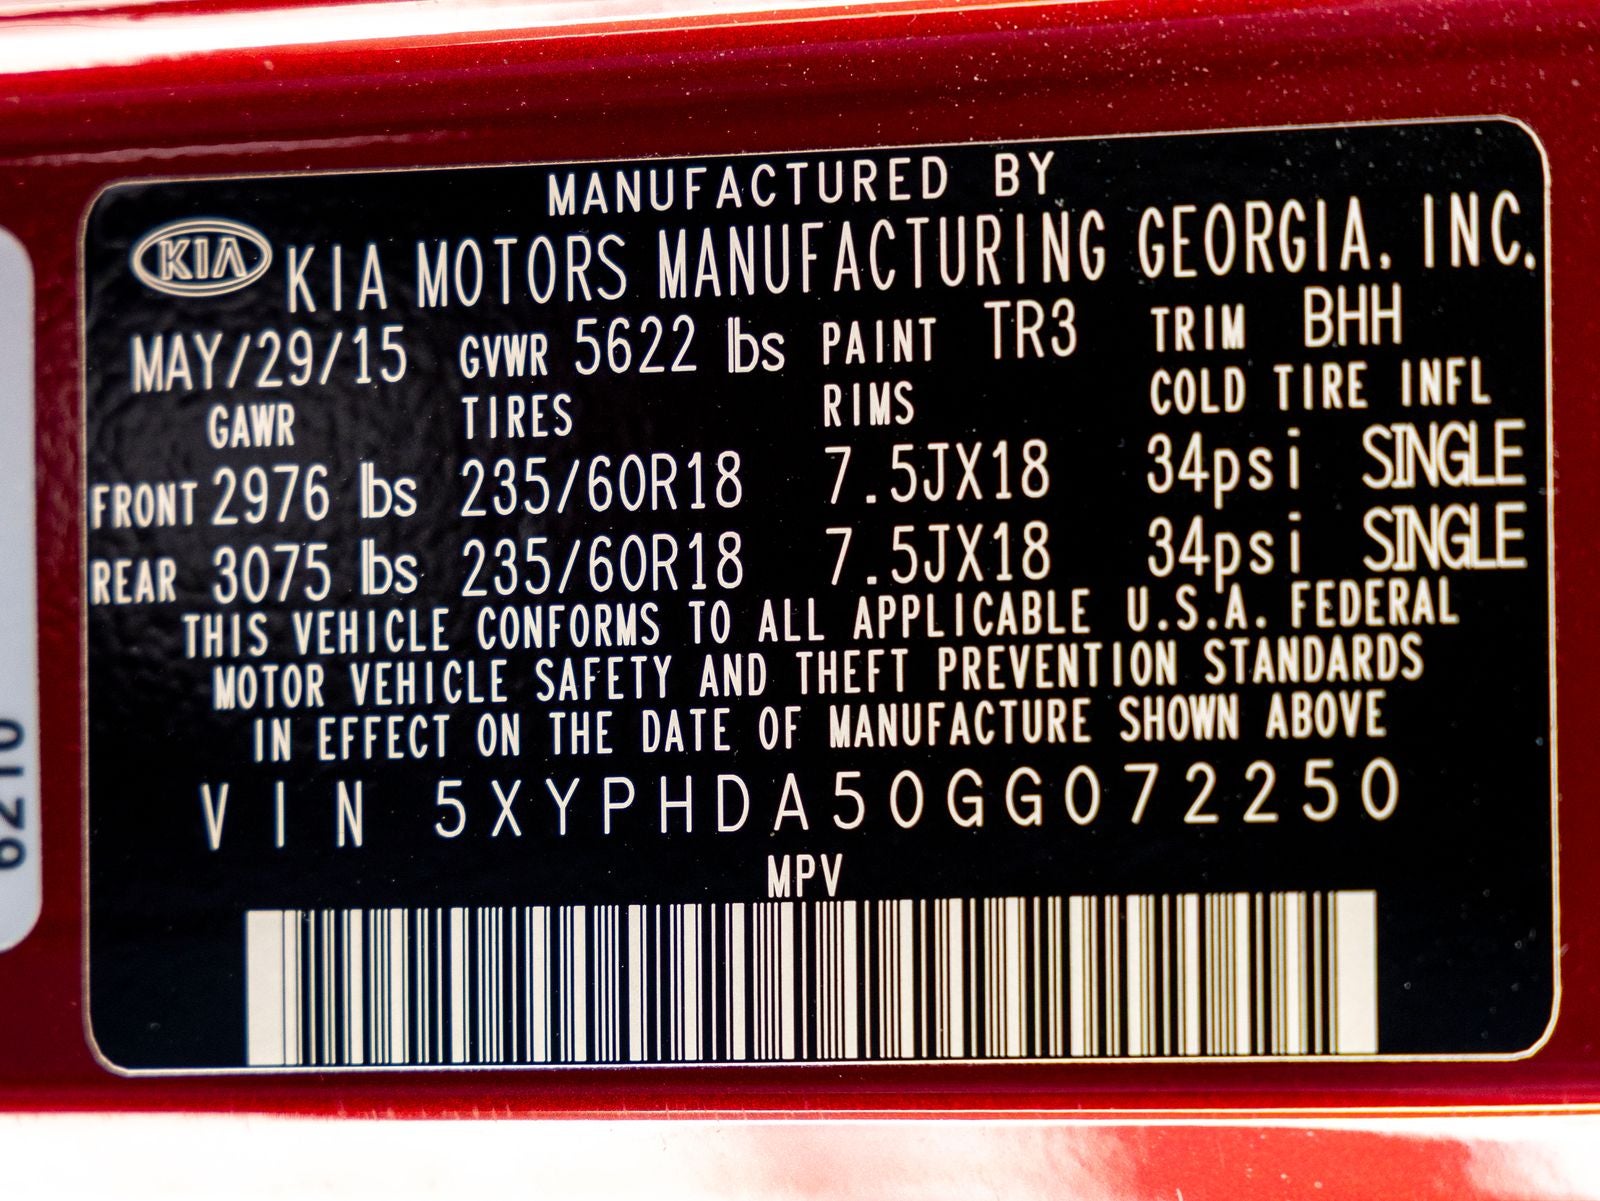 MANUFACTURED BY
KIA KIA MOTORS MANUFACTURING GEORGIA, INC.
MAY/29/15 GVWR 5622 lbs PAINT TR3 TRIM BHH
GAWR TIRES RIMS COLD TIRE INFL
FRONT 2976 lbs 235/60R18 7.5JX18 34psi SINGLE
REAR 3075 lbs 235/60R18 7.5JX18 34psi SINGLE
THIS VEHICLE CONFORMS TO ALL APPLICABLE U.S.A. FEDERAL
MOTOR VEHICLE SAFETY AND THEFT PREVENTION STANDARDS
IN EFFECT ON THE DATE OF MANUFACTURE SHOWN ABOVE
VIN 5XYPHDA50GG072250
MPV